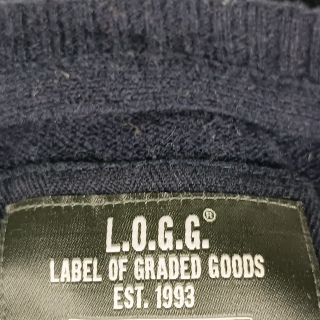 L.O.G.G.®
LABEL OF GRADED GOODS
EST. 1993